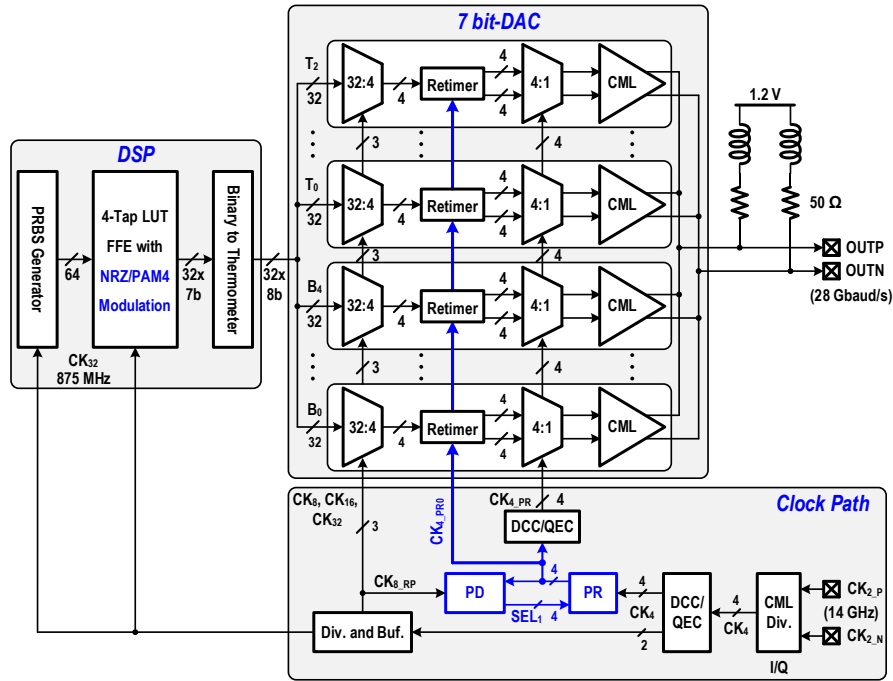 7 bit-DAC
T2
32
32:4
4
Retimer
4
4
4:1
CML
3
4
1.2 V
50 Ω
DSP
PRBS Generator
64
4-Tap LUT
FFE with
NRZ/PAM4
Modulation
32x
7b
Binary to Thermometer
32x
8b
CK32
875 MHz
T0
32
32:4
4
Retimer
4
4
4:1
CML
OUTP
OUTN
(28 Gbaud/s)
3
4
B4
32
32:4
4
Retimer
4
4
4:1
CML
3
4
B0
32
32:4
4
Retimer
4
4
4:1
CML
Clock Path
CK8, CK16,
CK32
3
CK4_PR0
CK4_PR
4
DCC/QEC
CK8_RP
PD
4
PR
SEL1
4
4
CK4
DCC/
QEC
4
CK4
CML
Div.
I/Q
CK2_P
(14 GHz)
CK2_N
Div. and Buf.
2